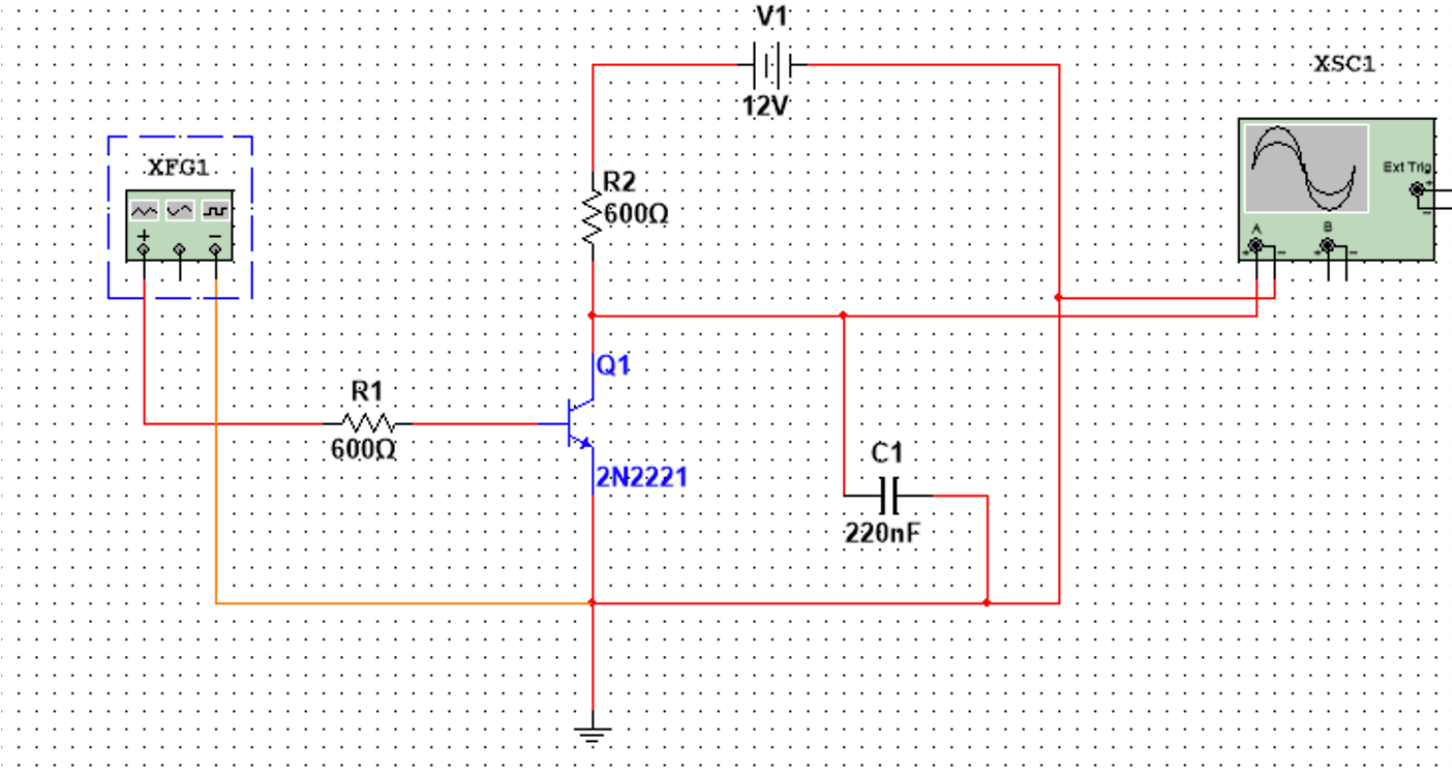 V1
12V
XSC1
Ext Trig
+
−
A
B
+
−
+
−
XFG1
+
−
R2
600Ω
Q1
2N2221
R1
600Ω
C1
220nF